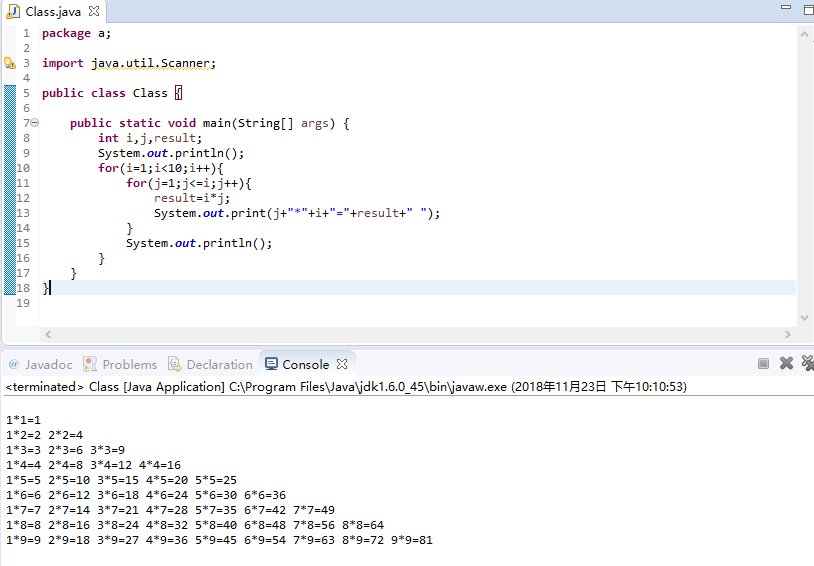 Class.java
1 package a;
2
3 import java.util.Scanner;
4
5 public class Class {
6
7 public static void main(String[] args) {
8 int i,j,result;
9 System.out.println();
10 for(i=1;i<10;i++){
11 for(j=1;j<=i;j++){
12 result=i*j;
13 System.out.print(j+"*"+i+"="+result+" ");
14 }
15 System.out.println();
16 }
17 }
18 }
19
@ Javadoc Problems Declaration Console
<terminated> Class [Java Application] C:\Program Files\Java\jdk1.6.0_45\bin\javaw.exe (2018年11月23日 下午10:10:53)
1*1=1
1*2=2 2*2=4
1*3=3 2*3=6 3*3=9
1*4=4 2*4=8 3*4=12 4*4=16
1*5=5 2*5=10 3*5=15 4*5=20 5*5=25
1*6=6 2*6=12 3*6=18 4*6=24 5*6=30 6*6=36
1*7=7 2*7=14 3*7=21 4*7=28 5*7=35 6*7=42 7*7=49
1*8=8 2*8=16 3*8=24 4*8=32 5*8=40 6*8=48 7*8=56 8*8=64
1*9=9 2*9=18 3*9=27 4*9=36 5*9=45 6*9=54 7*9=63 8*9=72 9*9=81